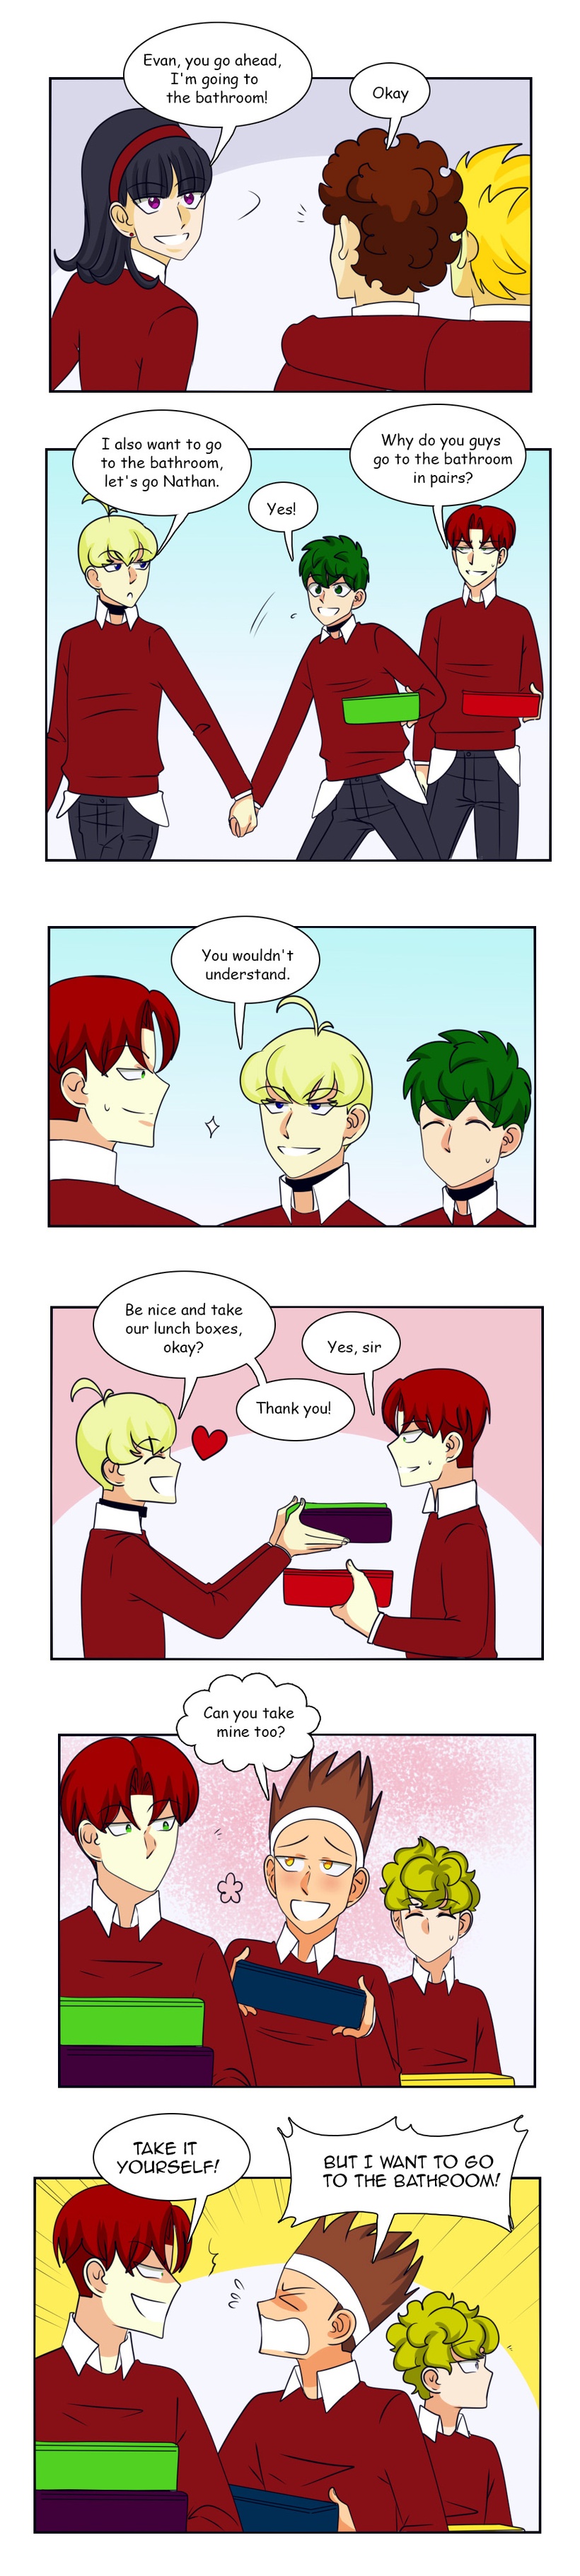 Evan, you go ahead,
I'm going to
the bathroom!
Okay
I also want to go
to the bathroom,
let's go Nathan.
Yes!
Why do you guys
go to the bathroom
in pairs?
You wouldn't
understand.
Be nice and take
our lunch boxes,
okay?
Thank you!
Yes, sir
Can you take
mine too?
TAKE IT
YOURSELF!
BUT I WANT TO GO
TO THE BATHROOM!